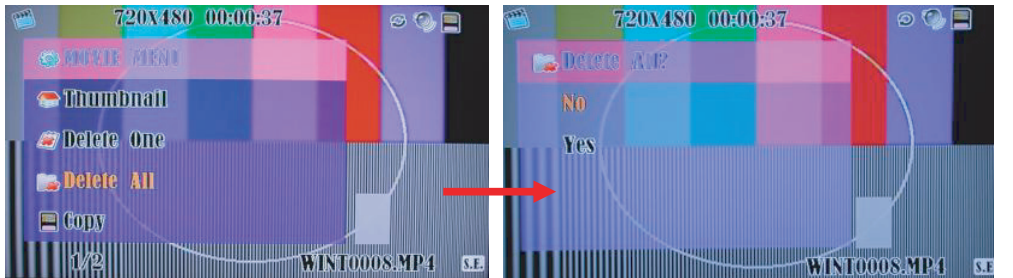 720X480 00:00:37
MOVIE MENU
Thumbnail
Delete One
Delete All
Copy
1/2
WINT0008.MP4
S.E.
720X480 00:00:37
Delete All?
No
Yes
WINT0008.MP4
S.E